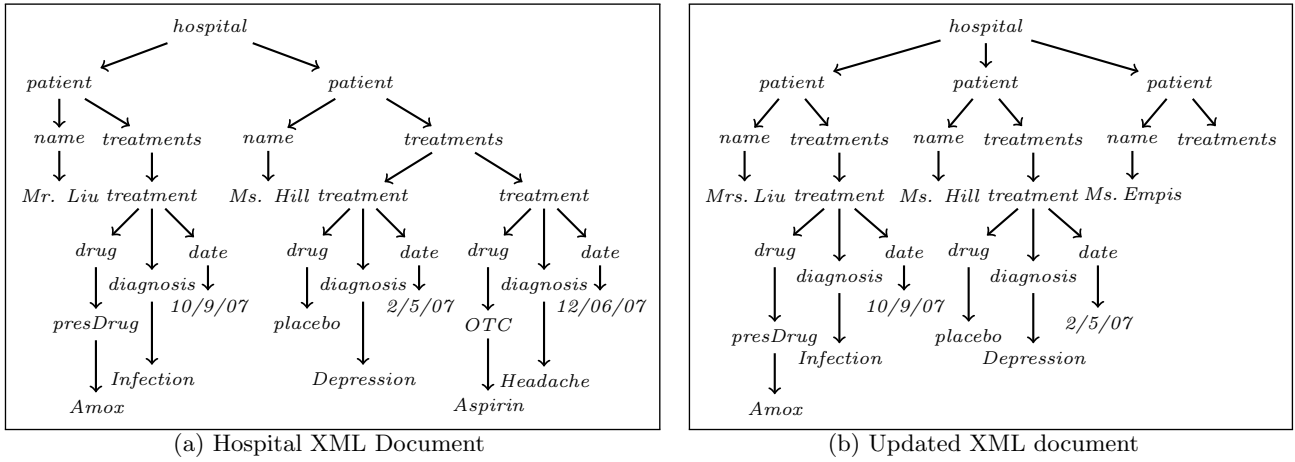 hospital
patient patient
name treatments name treatments
Mr. Liu treatment Ms. Hill treatment treatment
drug date drug date drug date
diagnosis diagnosis diagnosis
10/9/07 2/5/07 12/06/07
presDrug placebo OTC
Infection Depression Headache
Amox Aspirin
(a) Hospital XML Document
hospital
patient patient patient
name treatments name treatments name treatments
Mrs. Liu treatment Ms. Hill treatment Ms. Empis
drug date drug date
diagnosis diagnosis
10/9/07
2/5/07
presDrug placebo
Infection Depression
Amox
(b) Updated XML document